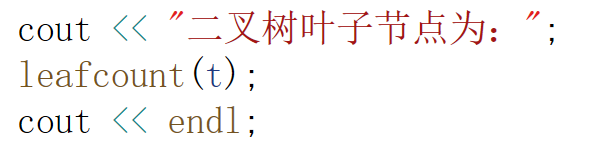 cout << "二叉树叶子节点为：";
leafcount(t);
cout << endl;